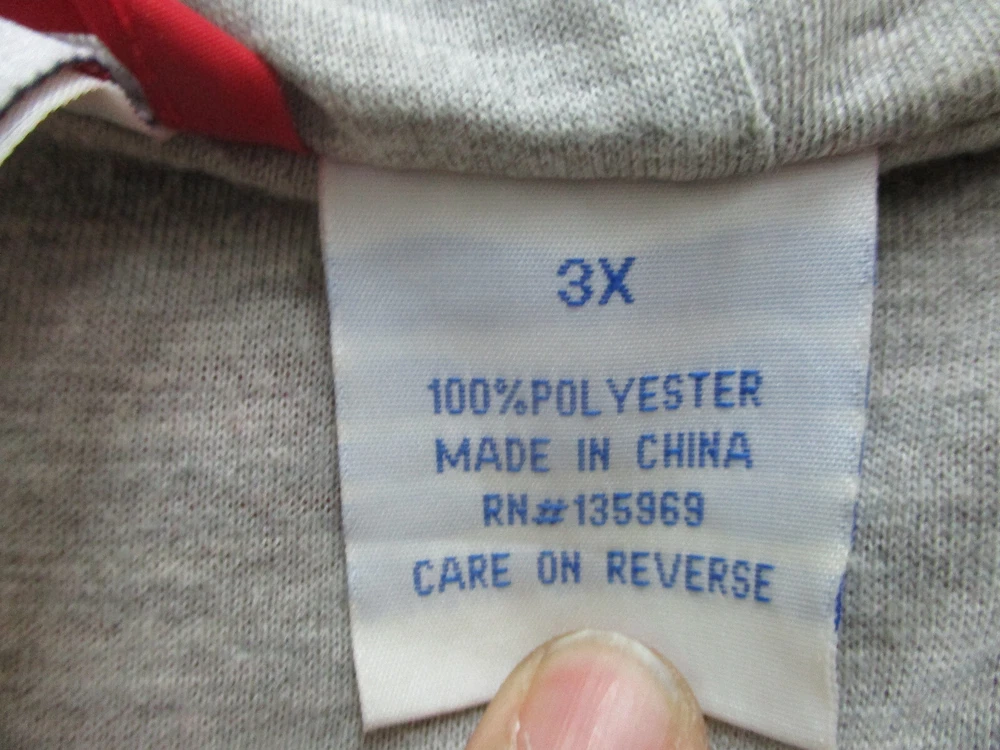 3X
100%POLYESTER
MADE IN CHINA
RN#135969
CARE ON REVERSE